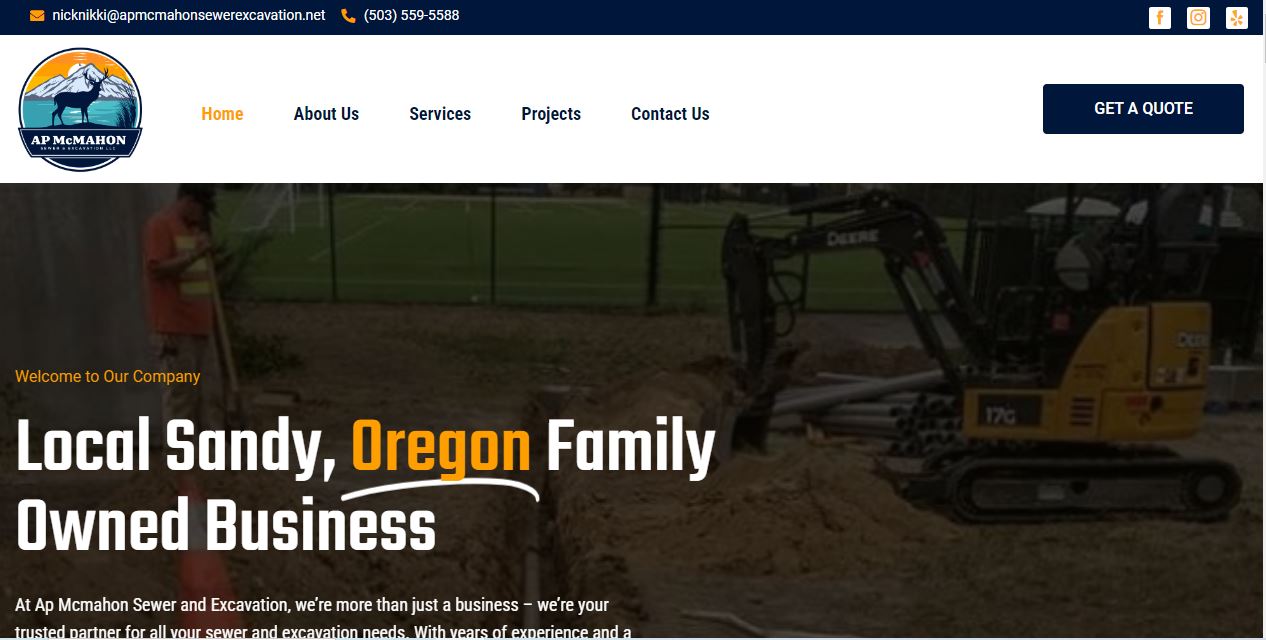 nicknikki@apmcmahonsewerexcavation.net (503) 559-5588
AP McMAHON
SEWER & EXCAVATION LLC
Home About Us Services Projects Contact Us
GET A QUOTE
DEERE
DEERE
17G
Welcome to Our Company
Local Sandy, Oregon Family
Owned Business
At Ap Mcmahon Sewer and Excavation, we're more than just a business – we're your
trusted partner for all your sewer and excavation needs. With years of experience and a